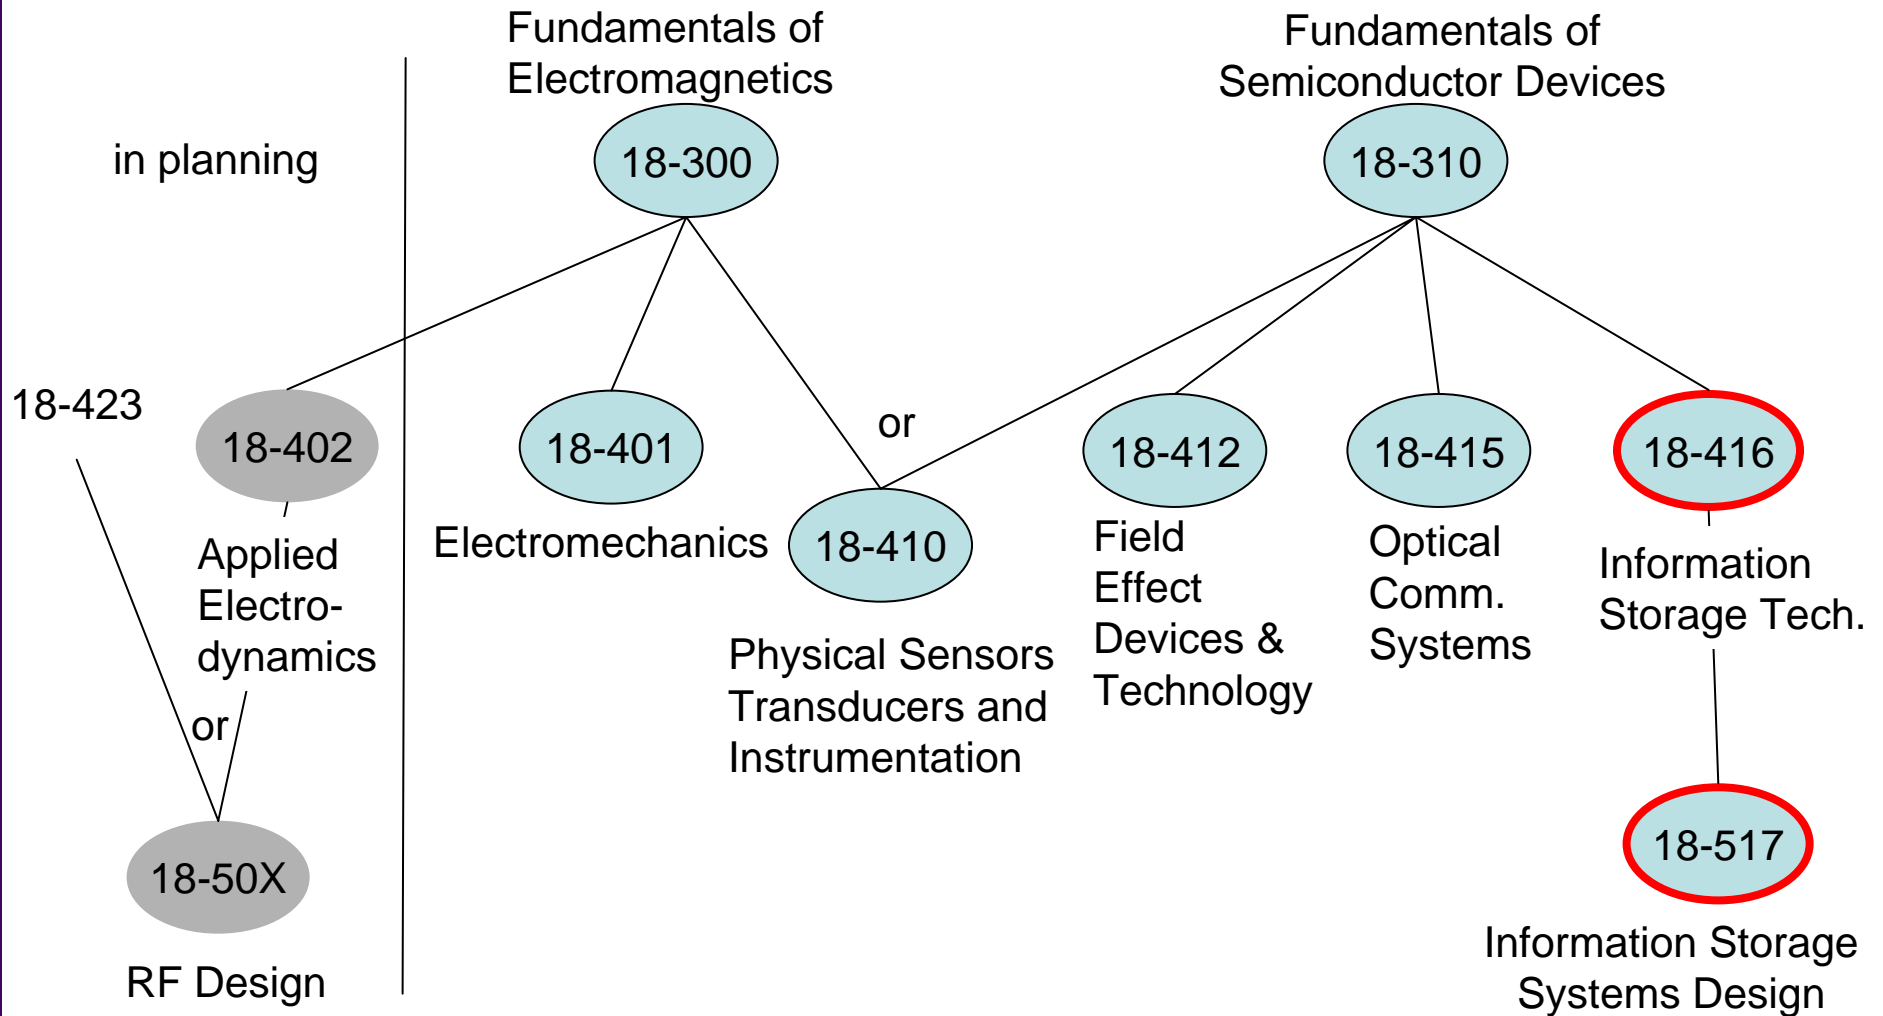 Fundamentals of
Electromagnetics
Fundamentals of
Semiconductor Devices
in planning
18-300
18-310
18-423
18-402
18-401
or
18-410
18-412
18-415
18-416
Applied
Electro-
dynamics
Electromechanics
Physical Sensors
Transducers and
Instrumentation
Field
Effect
Devices &
Technology
Optical
Comm.
Systems
Information
Storage Tech.
or
18-50X
18-517
RF Design
Information Storage
Systems Design